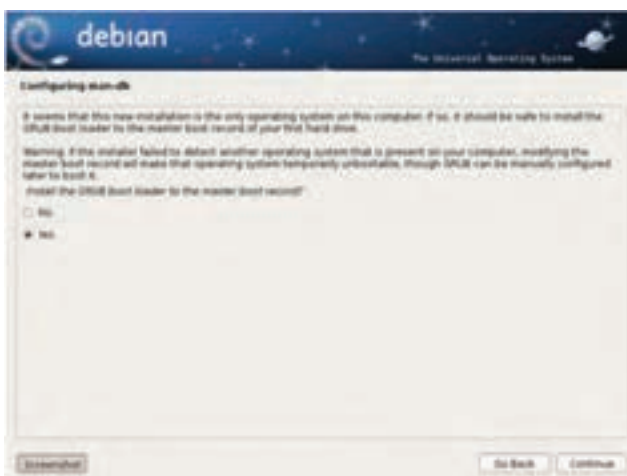 debian
The Universal Operating System
Configuring man-db
It seems that this new installation is the only operating system on this computer. If so, it should be safe to install the
GRUB boot loader to the master boot record of your first hard drive.
Warning: If the installer failed to detect another operating system that is present on your computer, modifying the
master boot record will make that operating system temporarily unbootable, though GRUB can be manually configured
later to boot it.
Install the GRUB boot loader to the master boot record?
No
Yes
Screenshot
Go Back
Continue